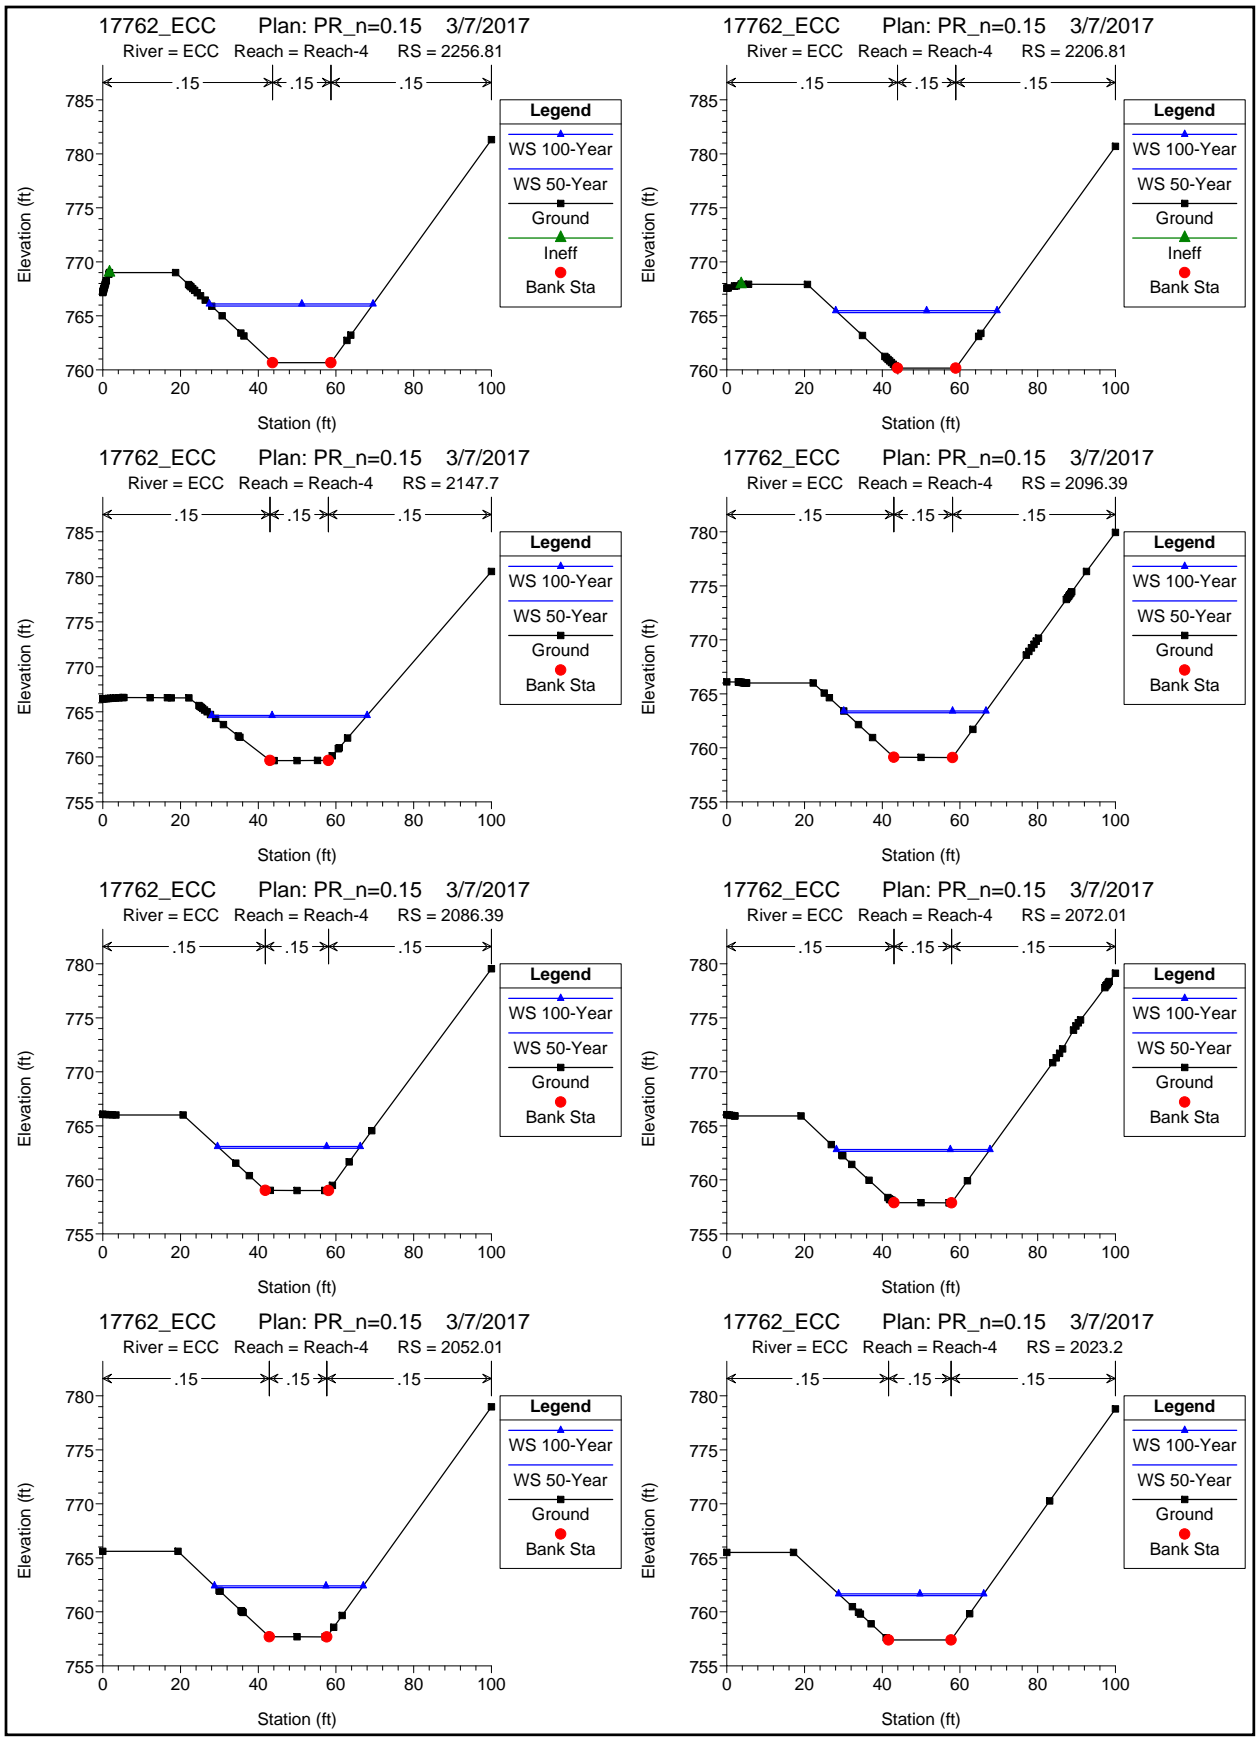 17762_ECC Plan: PR_n=0.15 3/7/2017
River = ECC Reach = Reach-4 RS = 2256.81
.15 .15 .15
785
780
775
770
765
760
0 20 40 60 80 100
Station (ft)
Elevation (ft)
Legend
WS 100-Year
WS 50-Year
Ground
Ineff
Bank Sta
17762_ECC Plan: PR_n=0.15 3/7/2017
River = ECC Reach = Reach-4 RS = 2206.81
.15 .15 .15
785
780
775
770
765
760
0 20 40 60 80 100
Station (ft)
Elevation (ft)
Legend
WS 100-Year
WS 50-Year
Ground
Ineff
Bank Sta
17762_ECC Plan: PR_n=0.15 3/7/2017
River = ECC Reach = Reach-4 RS = 2147.7
.15 .15 .15
785
780
775
770
765
760
755
0 20 40 60 80 100
Station (ft)
Elevation (ft)
Legend
WS 100-Year
WS 50-Year
Ground
Bank Sta
17762_ECC Plan: PR_n=0.15 3/7/2017
River = ECC Reach = Reach-4 RS = 2096.39
.15 .15 .15
780
775
770
765
760
755
0 20 40 60 80 100
Station (ft)
Elevation (ft)
Legend
WS 100-Year
WS 50-Year
Ground
Bank Sta
17762_ECC Plan: PR_n=0.15 3/7/2017
River = ECC Reach = Reach-4 RS = 2086.39
.15 .15 .15
780
775
770
765
760
755
0 20 40 60 80 100
Station (ft)
Elevation (ft)
Legend
WS 100-Year
WS 50-Year
Ground
Bank Sta
17762_ECC Plan: PR_n=0.15 3/7/2017
River = ECC Reach = Reach-4 RS = 2072.01
.15 .15 .15
780
775
770
765
760
755
0 20 40 60 80 100
Station (ft)
Elevation (ft)
Legend
WS 100-Year
WS 50-Year
Ground
Bank Sta
17762_ECC Plan: PR_n=0.15 3/7/2017
River = ECC Reach = Reach-4 RS = 2052.01
.15 .15 .15
780
775
770
765
760
755
0 20 40 60 80 100
Station (ft)
Elevation (ft)
Legend
WS 100-Year
WS 50-Year
Ground
Bank Sta
17762_ECC Plan: PR_n=0.15 3/7/2017
River = ECC Reach = Reach-4 RS = 2023.2
.15 .15 .15
780
775
770
765
760
755
0 20 40 60 80 100
Station (ft)
Elevation (ft)
Legend
WS 100-Year
WS 50-Year
Ground
Bank Sta